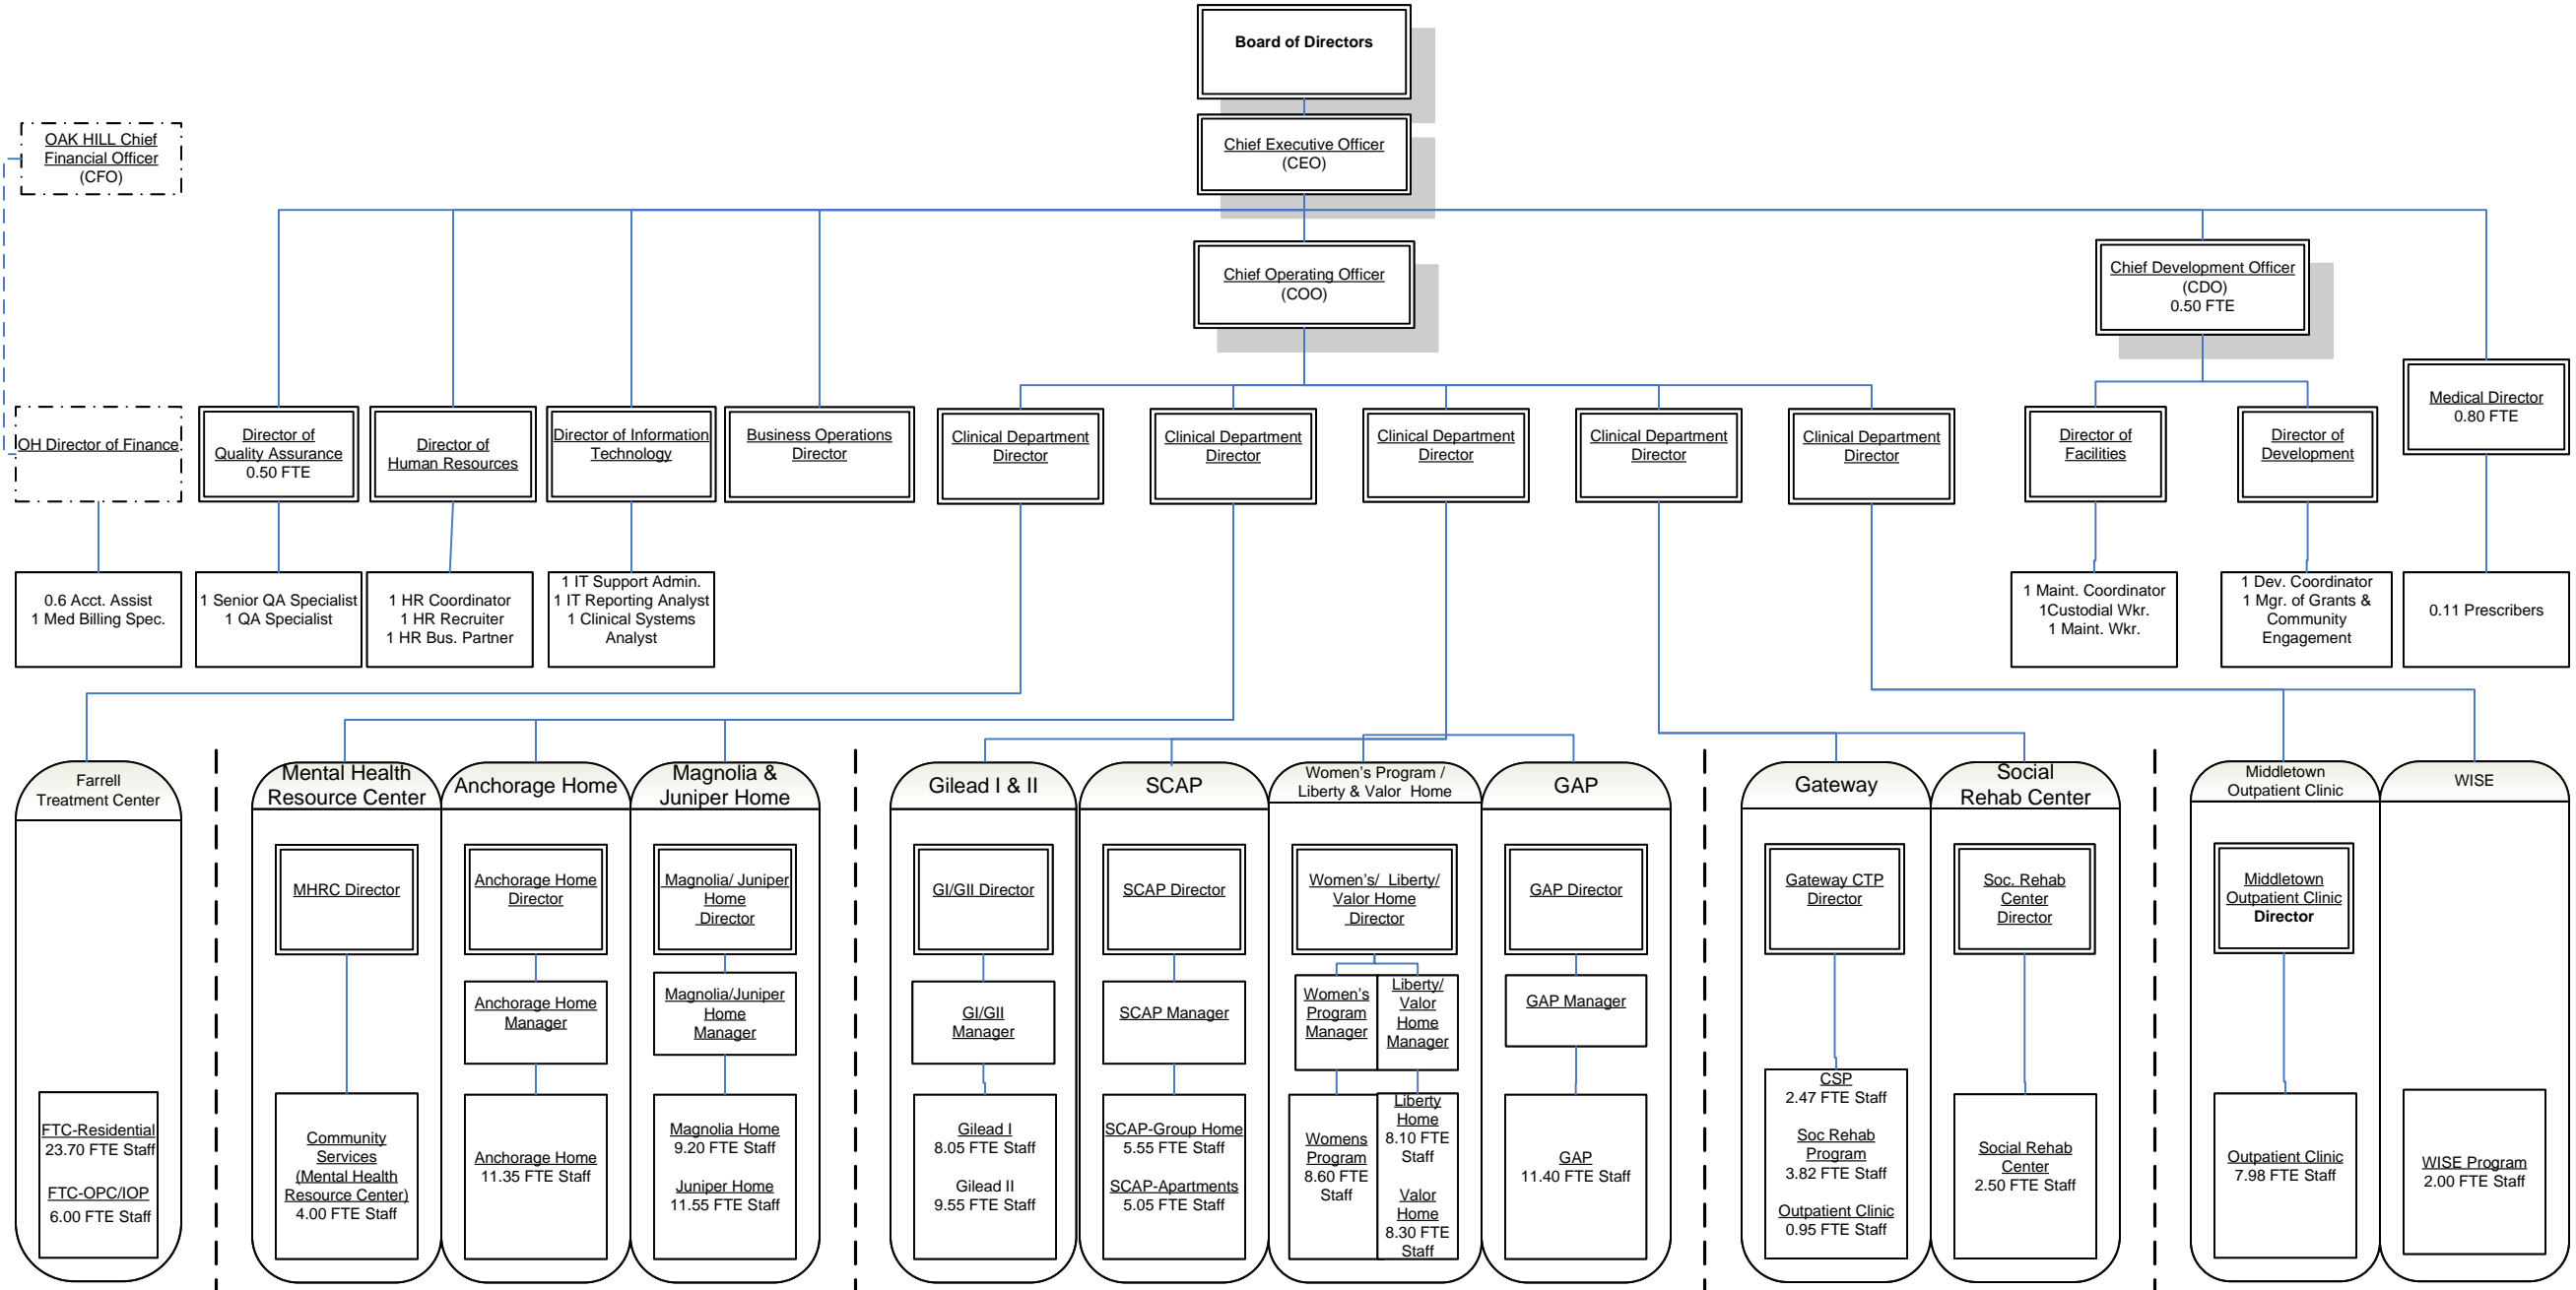 Board of Directors
OAK HILL Chief
Financial Officer
(CFO)
Chief Executive Officer
(CEO)
Chief Operating Officer
(COO)
Chief Development Officer
(CDO)
0.50 FTE
Medical Director
0.80 FTE
OH Director of Finance
Director of
Quality Assurance
0.50 FTE
Director of
Human Resources
Director of Information
Technology
Business Operations
Director
Clinical Department
Director
Clinical Department
Director
Clinical Department
Director
Clinical Department
Director
Clinical Department
Director
Director of
Facilities
Director of
Development
0.6 Acct. Assist
1 Med Billing Spec.
1 Senior QA Specialist
1 QA Specialist
1 HR Coordinator
1 HR Recruiter
1 HR Bus. Partner
1 IT Support Admin.
1 IT Reporting Analyst
1 Clinical Systems
Analyst
1 Maint. Coordinator
1Custodial Wkr.
1 Maint. Wkr.
1 Dev. Coordinator
1 Mgr. of Grants &
Community
Engagement
0.11 Prescribers
Farrell
Treatment Center
FTC-Residential
23.70 FTE Staff
FTC-OPC/IOP
6.00 FTE Staff
Mental Health
Resource Center
MHRC Director
Community
Services
(Mental Health
Resource Center)
4.00 FTE Staff
Anchorage Home
Anchorage Home
Director
Anchorage Home
Manager
Anchorage Home
11.35 FTE Staff
Magnolia &
Juniper Home
Magnolia/ Juniper
Home
Director
Magnolia/Juniper
Home
Manager
Magnolia Home
9.20 FTE Staff
Juniper Home
11.55 FTE Staff
Gilead I & II
GI/GII Director
GI/GII
Manager
Gilead I
8.05 FTE Staff
Gilead II
9.55 FTE Staff
SCAP
SCAP Director
SCAP Manager
SCAP-Group Home
5.55 FTE Staff
SCAP-Apartments
5.05 FTE Staff
Women's Program /
Liberty & Valor Home
Women's/ Liberty/
Valor Home
Director
Women's
Program
Manager
Liberty/
Valor
Home
Manager
Womens
Program
8.60 FTE
Staff
Liberty
Home
8.10 FTE
Staff
Valor
Home
8.30 FTE
Staff
GAP
GAP Director
GAP Manager
GAP
11.40 FTE Staff
Gateway
Gateway CTP
Director
CSP
2.47 FTE Staff
Soc Rehab
Program
3.82 FTE Staff
Outpatient Clinic
0.95 FTE Staff
Social
Rehab Center
Soc. Rehab
Center
Director
Social Rehab
Center
2.50 FTE Staff
Middletown
Outpatient Clinic
Middletown
Outpatient Clinic
Director
Outpatient Clinic
7.98 FTE Staff
WISE
WISE Program
2.00 FTE Staff